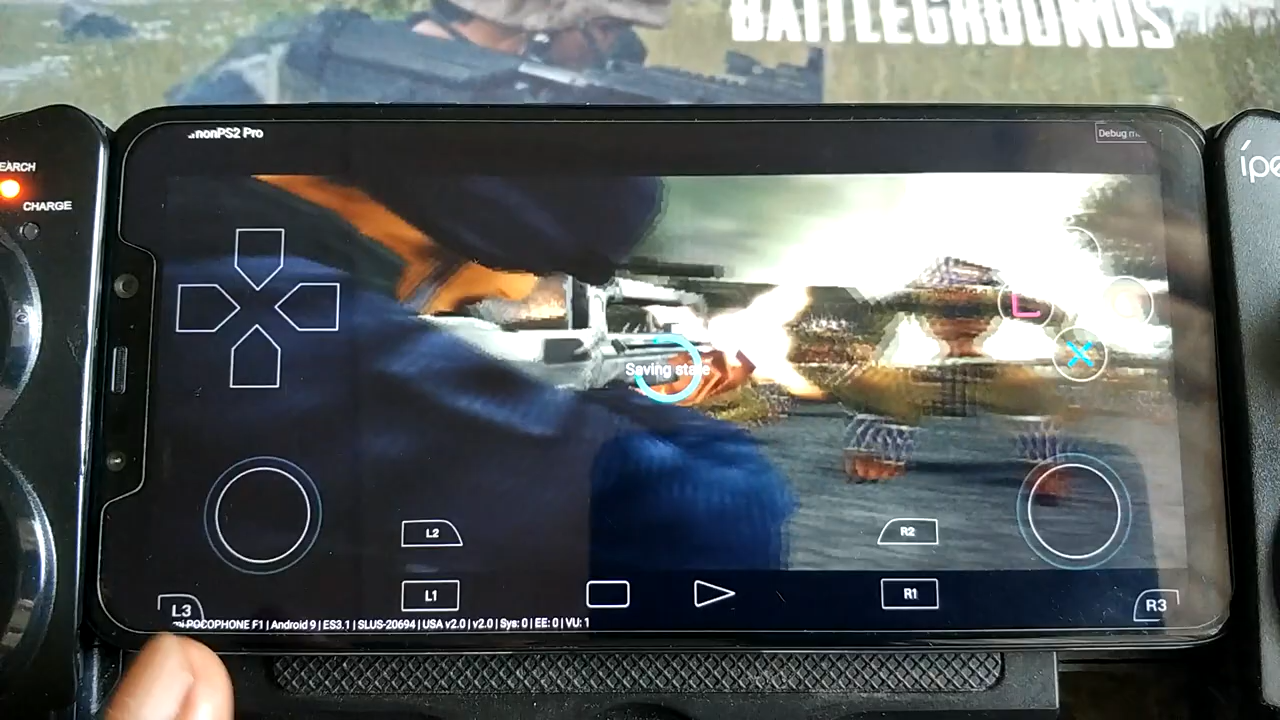 BATTLEGROUNDS
monPS2 Pro
Debug m
EARCH
CHARGE
ipe
Saving state
L2
R2
L1
R1
L3
R3
POCOPHONE F1 | Android 9 | ES3.1 | SLUS-20694 | USA v2.0 | v2.0 | Sys: 0 | EE: 0 | VU: 1